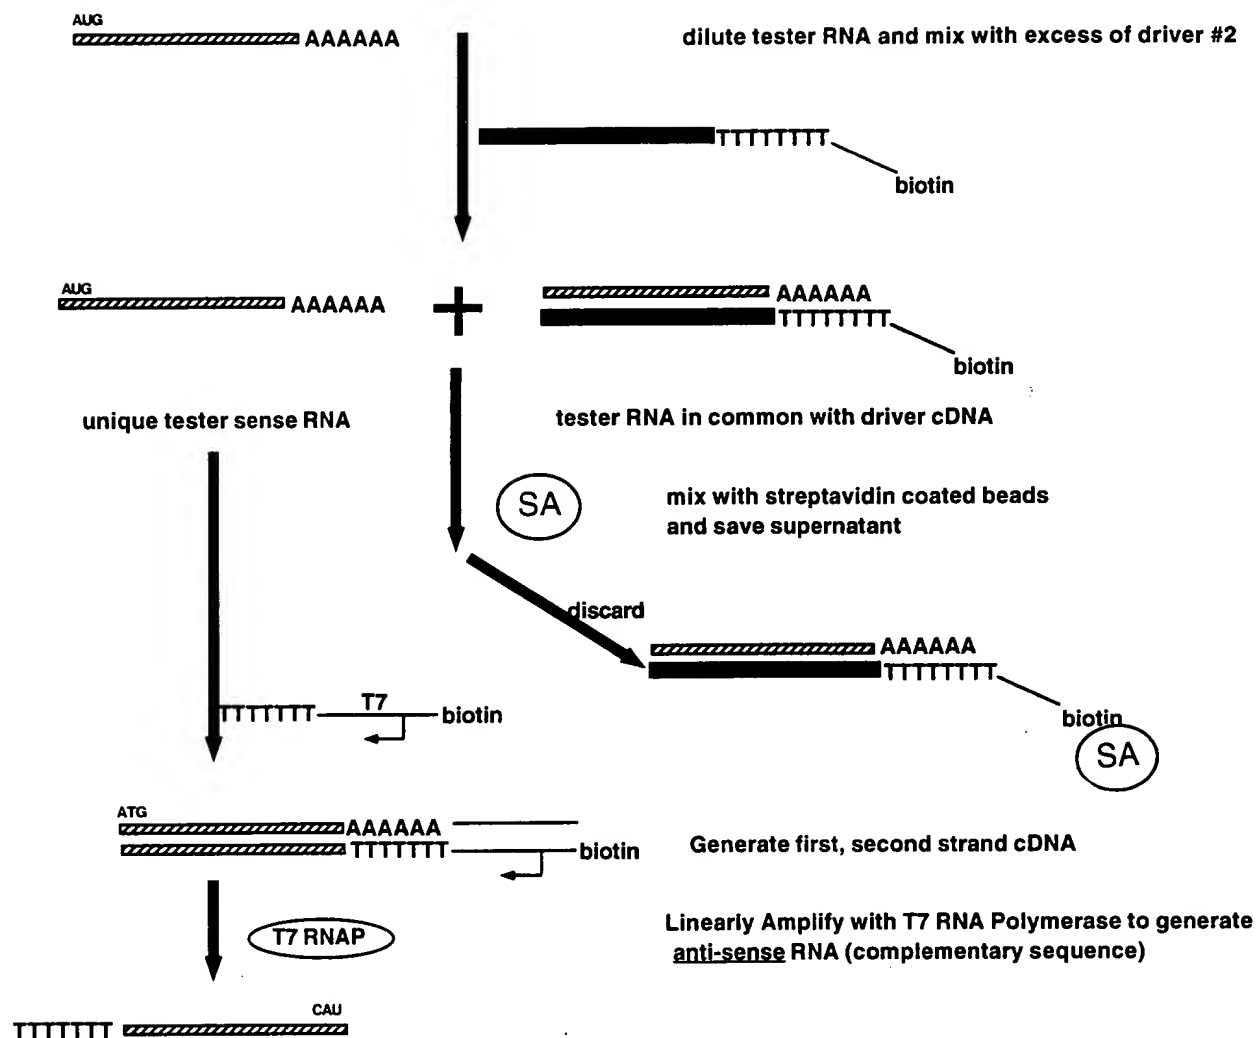 AUG
AAAAAA
dilute tester RNA and mix with excess of driver #2
TTTTTTTT
biotin
AUG
AAAAAA
+
AAAAAA
TTTTTTTT
biotin
unique tester sense RNA
tester RNA in common with driver cDNA
SA
mix with streptavidin coated beads
and save supernatant
discard
AAAAAA
TTTTTTTT
biotin
SA
TTTTTTT
T7
biotin
ATG
AAAAAA
TTTTTTT
biotin
Generate first, second strand cDNA
T7 RNAP
Linearly Amplify with T7 RNA Polymerase to generate
anti-sense RNA (complementary sequence)
CAU
TTTTTTT